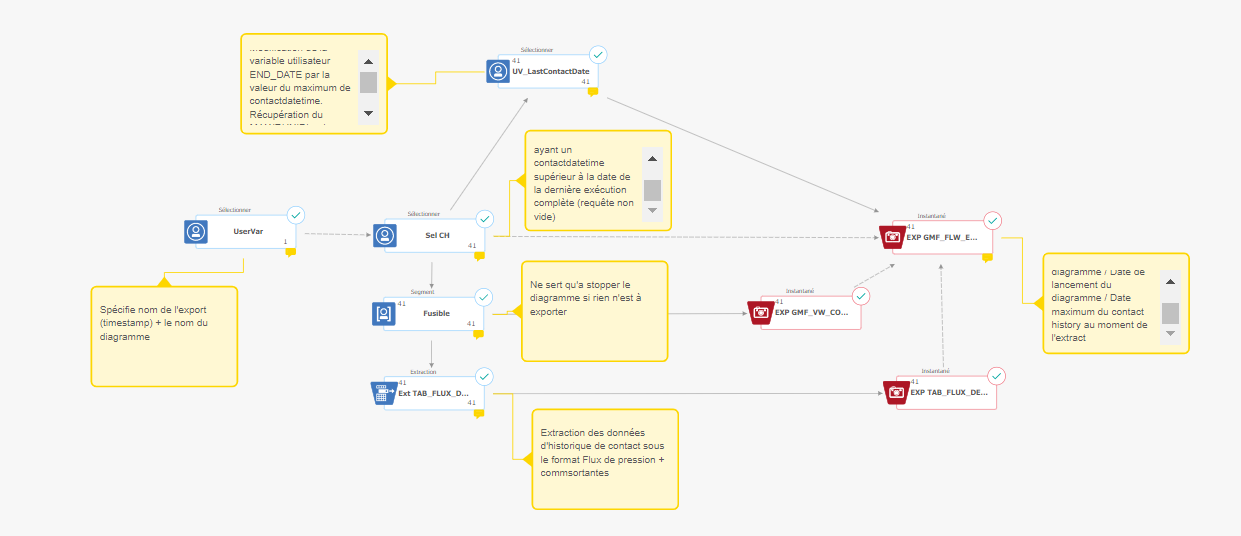 variable utilisateur
END_DATE par la
valeur du maximum de
contactdatetime.
Récupération du
Sélectionner
41
UV_LastContactDate
41
ayant un
contactdatetime
supérieur à la date de
la dernière exécution
complète (requête non
vide)
Sélectionner
UserVar
1
Sélectionner
Sel CH
41
Instantané
41
EXP GMF_FLW_E...
diagramme / Date de
lancement du
diagramme / Date
maximum du contact
history au moment de
l'extract
Spécifie nom de l'export
(timestamp) + le nom du
diagramme
Segment
41
Fusible
41
Ne sert qu'a stopper le
diagramme si rien n'est à
exporter
Instantané
41
EXP GMF_VW_CO...
Extraction
41
Ext TAB_FLUX_D...
41
Instantané
41
EXP TAB_FLUX_DE...
Extraction des données
d'historique de contact sous
le format Flux de pression +
commsortantes